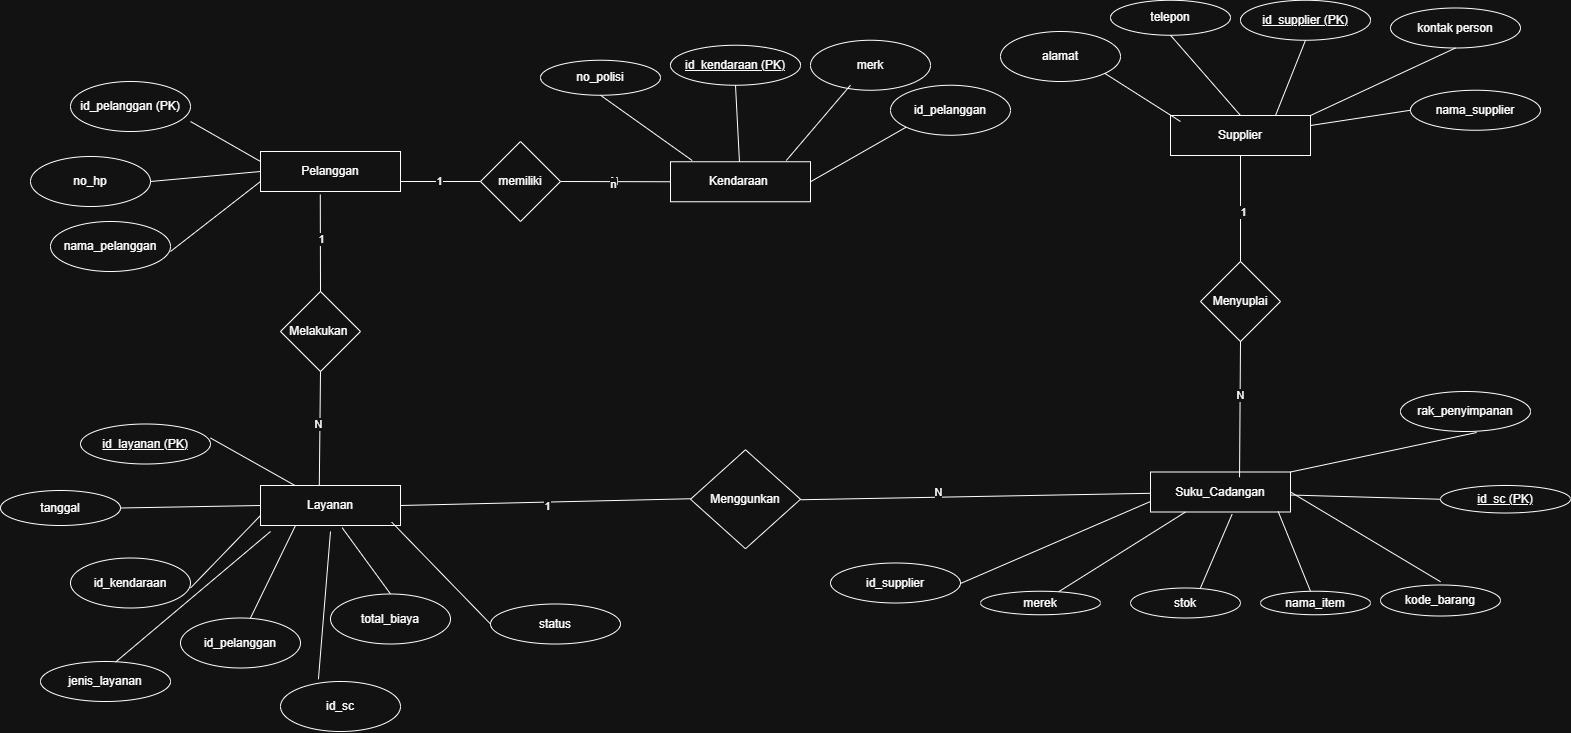 telepon
id_supplier (PK)
kontak person
alamat
nama_supplier
Supplier
no_polisi
id_kendaraan (PK)
merk
id_pelanggan
id_pelanggan (PK)
no_hp
nama_pelanggan
Pelanggan
1
memiliki
n
Kendaraan
1
Melakukan
N
1
Menyuplai
N
id_layanan (PK)
tanggal
Layanan
1
Menggunkan
N
Suku_Cadangan
rak_penyimpanan
id_sc (PK)
id_kendaraan
jenis_layanan
id_pelanggan
id_sc
total_biaya
status
id_supplier
merek
stok
nama_item
kode_barang